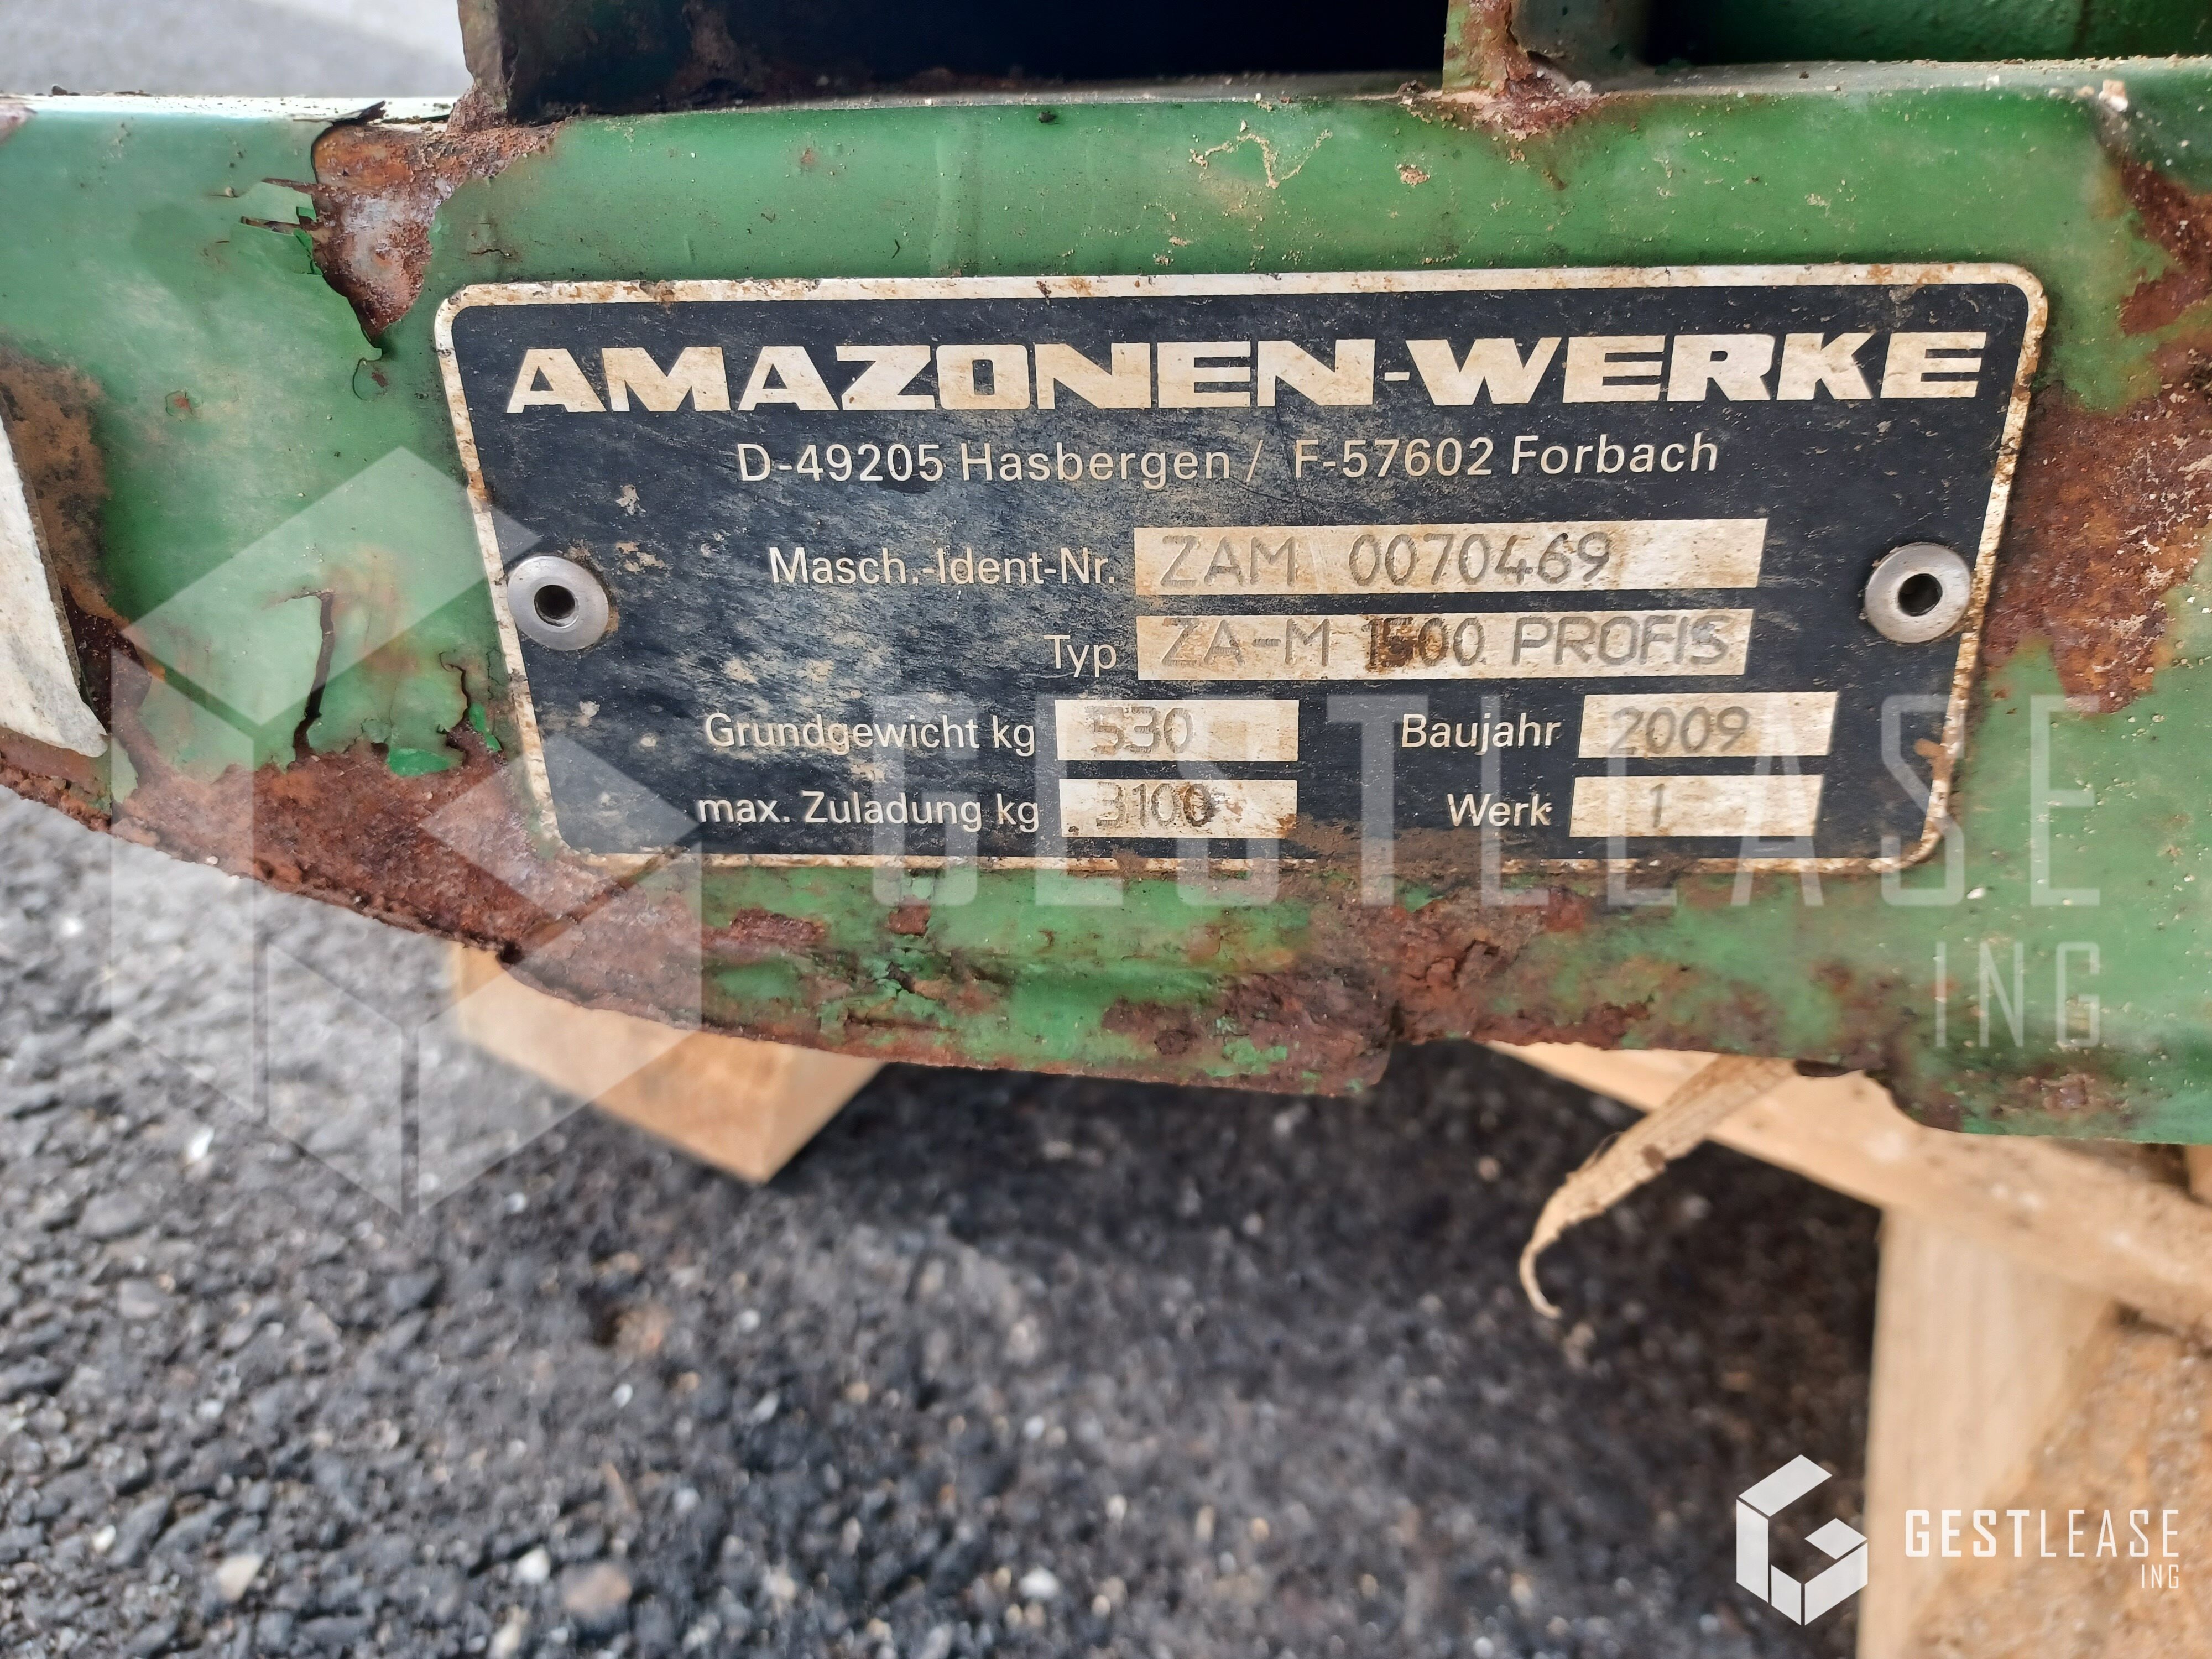 AMAZONEN-WERKE
D-49205 Hasbergen / F-57602 Forbach
Masch.-Ident-Nr. ZAM 0070469
Typ ZA-M 1500 PROFIS
Grundgewicht kg 530 Baujahr 2009
max. Zuladung kg 3100 Werk 1
GESTLEASE
ING
GESTLEASE
ING